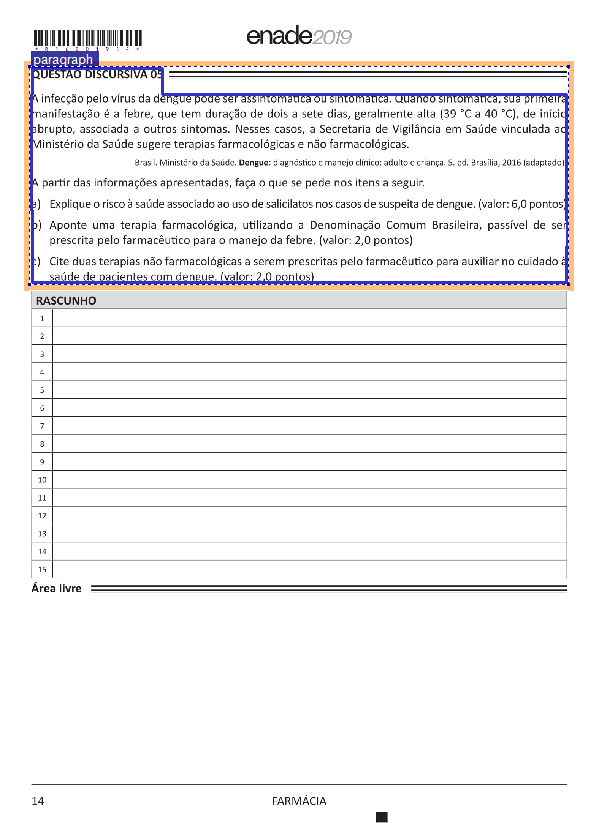 *R1420191 4*
enade2019
paragraph
QUESTÃO DISCURSIVA 05
A infecção pelo vírus da dengue pode ser assintomática ou sintomática. Quando sintomática, sua primeira
manifestação é a febre, que tem duração de dois a sete dias, geralmente alta (39 °C a 40 °C), de início
abrupto, associada a outros sintomas. Nesses casos, a Secretaria de Vigilância em Saúde vinculada ao
Ministério da Saúde sugere terapias farmacológicas e não farmacológicas.
Brasil. Ministério da Saúde. Dengue: diagnóstico e manejo clínico: adulto e criança. 5. ed. Brasília, 2016 (adaptado).
A partir das informações apresentadas, faça o que se pede nos itens a seguir.
a) Explique o risco à saúde associado ao uso de salicilatos nos casos de suspeita de dengue. (valor: 6,0 pontos)
b) Aponte uma terapia farmacológica, utilizando a Denominação Comum Brasileira, passível de ser
prescrita pelo farmacêutico para o manejo da febre. (valor: 2,0 pontos)
c) Cite duas terapias não farmacológicas a serem prescritas pelo farmacêutico para auxiliar no cuidado à
saúde de pacientes com dengue. (valor: 2,0 pontos)
RASCUNHO
1
2
3
4
5
6
7
8
9
10
11
12
13
14
15
Área livre
14 FARMÁCIA